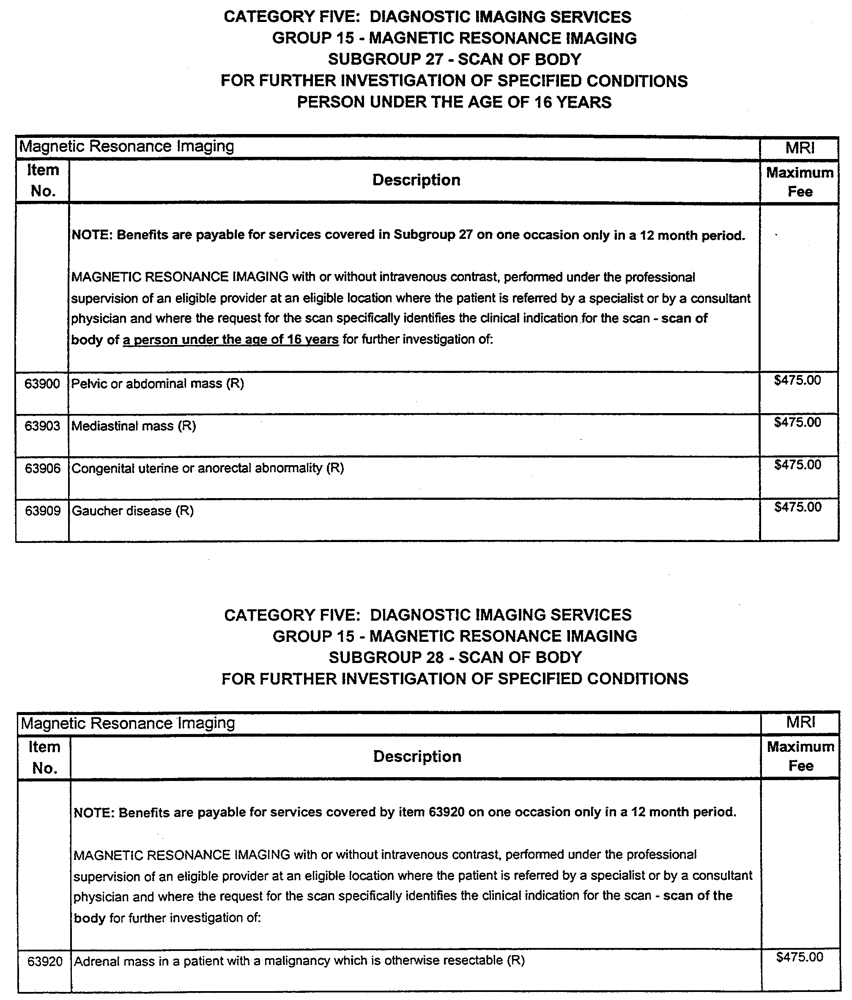 CATEGORY FIVE: DIAGNOSTIC IMAGING SERVICES
GROUP 15 - MAGNETIC RESONANCE IMAGING
SUBGROUP 27 - SCAN OF BODY
FOR FURTHER INVESTIGATION OF SPECIFIED CONDITIONS
PERSON UNDER THE AGE OF 16 YEARS
Magnetic Resonance Imaging MRI
Item No. Description Maximum Fee
NOTE: Benefits are payable for services covered in Subgroup 27 on one occasion only in a 12 month period.
MAGNETIC RESONANCE IMAGING with or without intravenous contrast, performed under the professional
supervision of an eligible provider at an eligible location where the patient is referred by a specialist or by a consultant
physician and where the request for the scan specifically identifies the clinical indication for the scan - scan of
body of a person under the age of 16 years for further investigation of:
63900 Pelvic or abdominal mass (R) $475.00
63903 Mediastinal mass (R) $475.00
63906 Congenital uterine or anorectal abnormality (R) $475.00
63909 Gaucher disease (R) $475.00
CATEGORY FIVE: DIAGNOSTIC IMAGING SERVICES
GROUP 15 - MAGNETIC RESONANCE IMAGING
SUBGROUP 28 - SCAN OF BODY
FOR FURTHER INVESTIGATION OF SPECIFIED CONDITIONS
Magnetic Resonance Imaging MRI
Item No. Description Maximum Fee
NOTE: Benefits are payable for services covered by item 63920 on one occasion only in a 12 month period.
MAGNETIC RESONANCE IMAGING with or without intravenous contrast, performed under the professional
supervision of an eligible provider at an eligible location where the patient is referred by a specialist or by a consultant
physician and where the request for the scan specifically identifies the clinical indication for the scan - scan of the
body for further investigation of:
63920 Adrenal mass in a patient with a malignancy which is otherwise resectable (R) $475.00